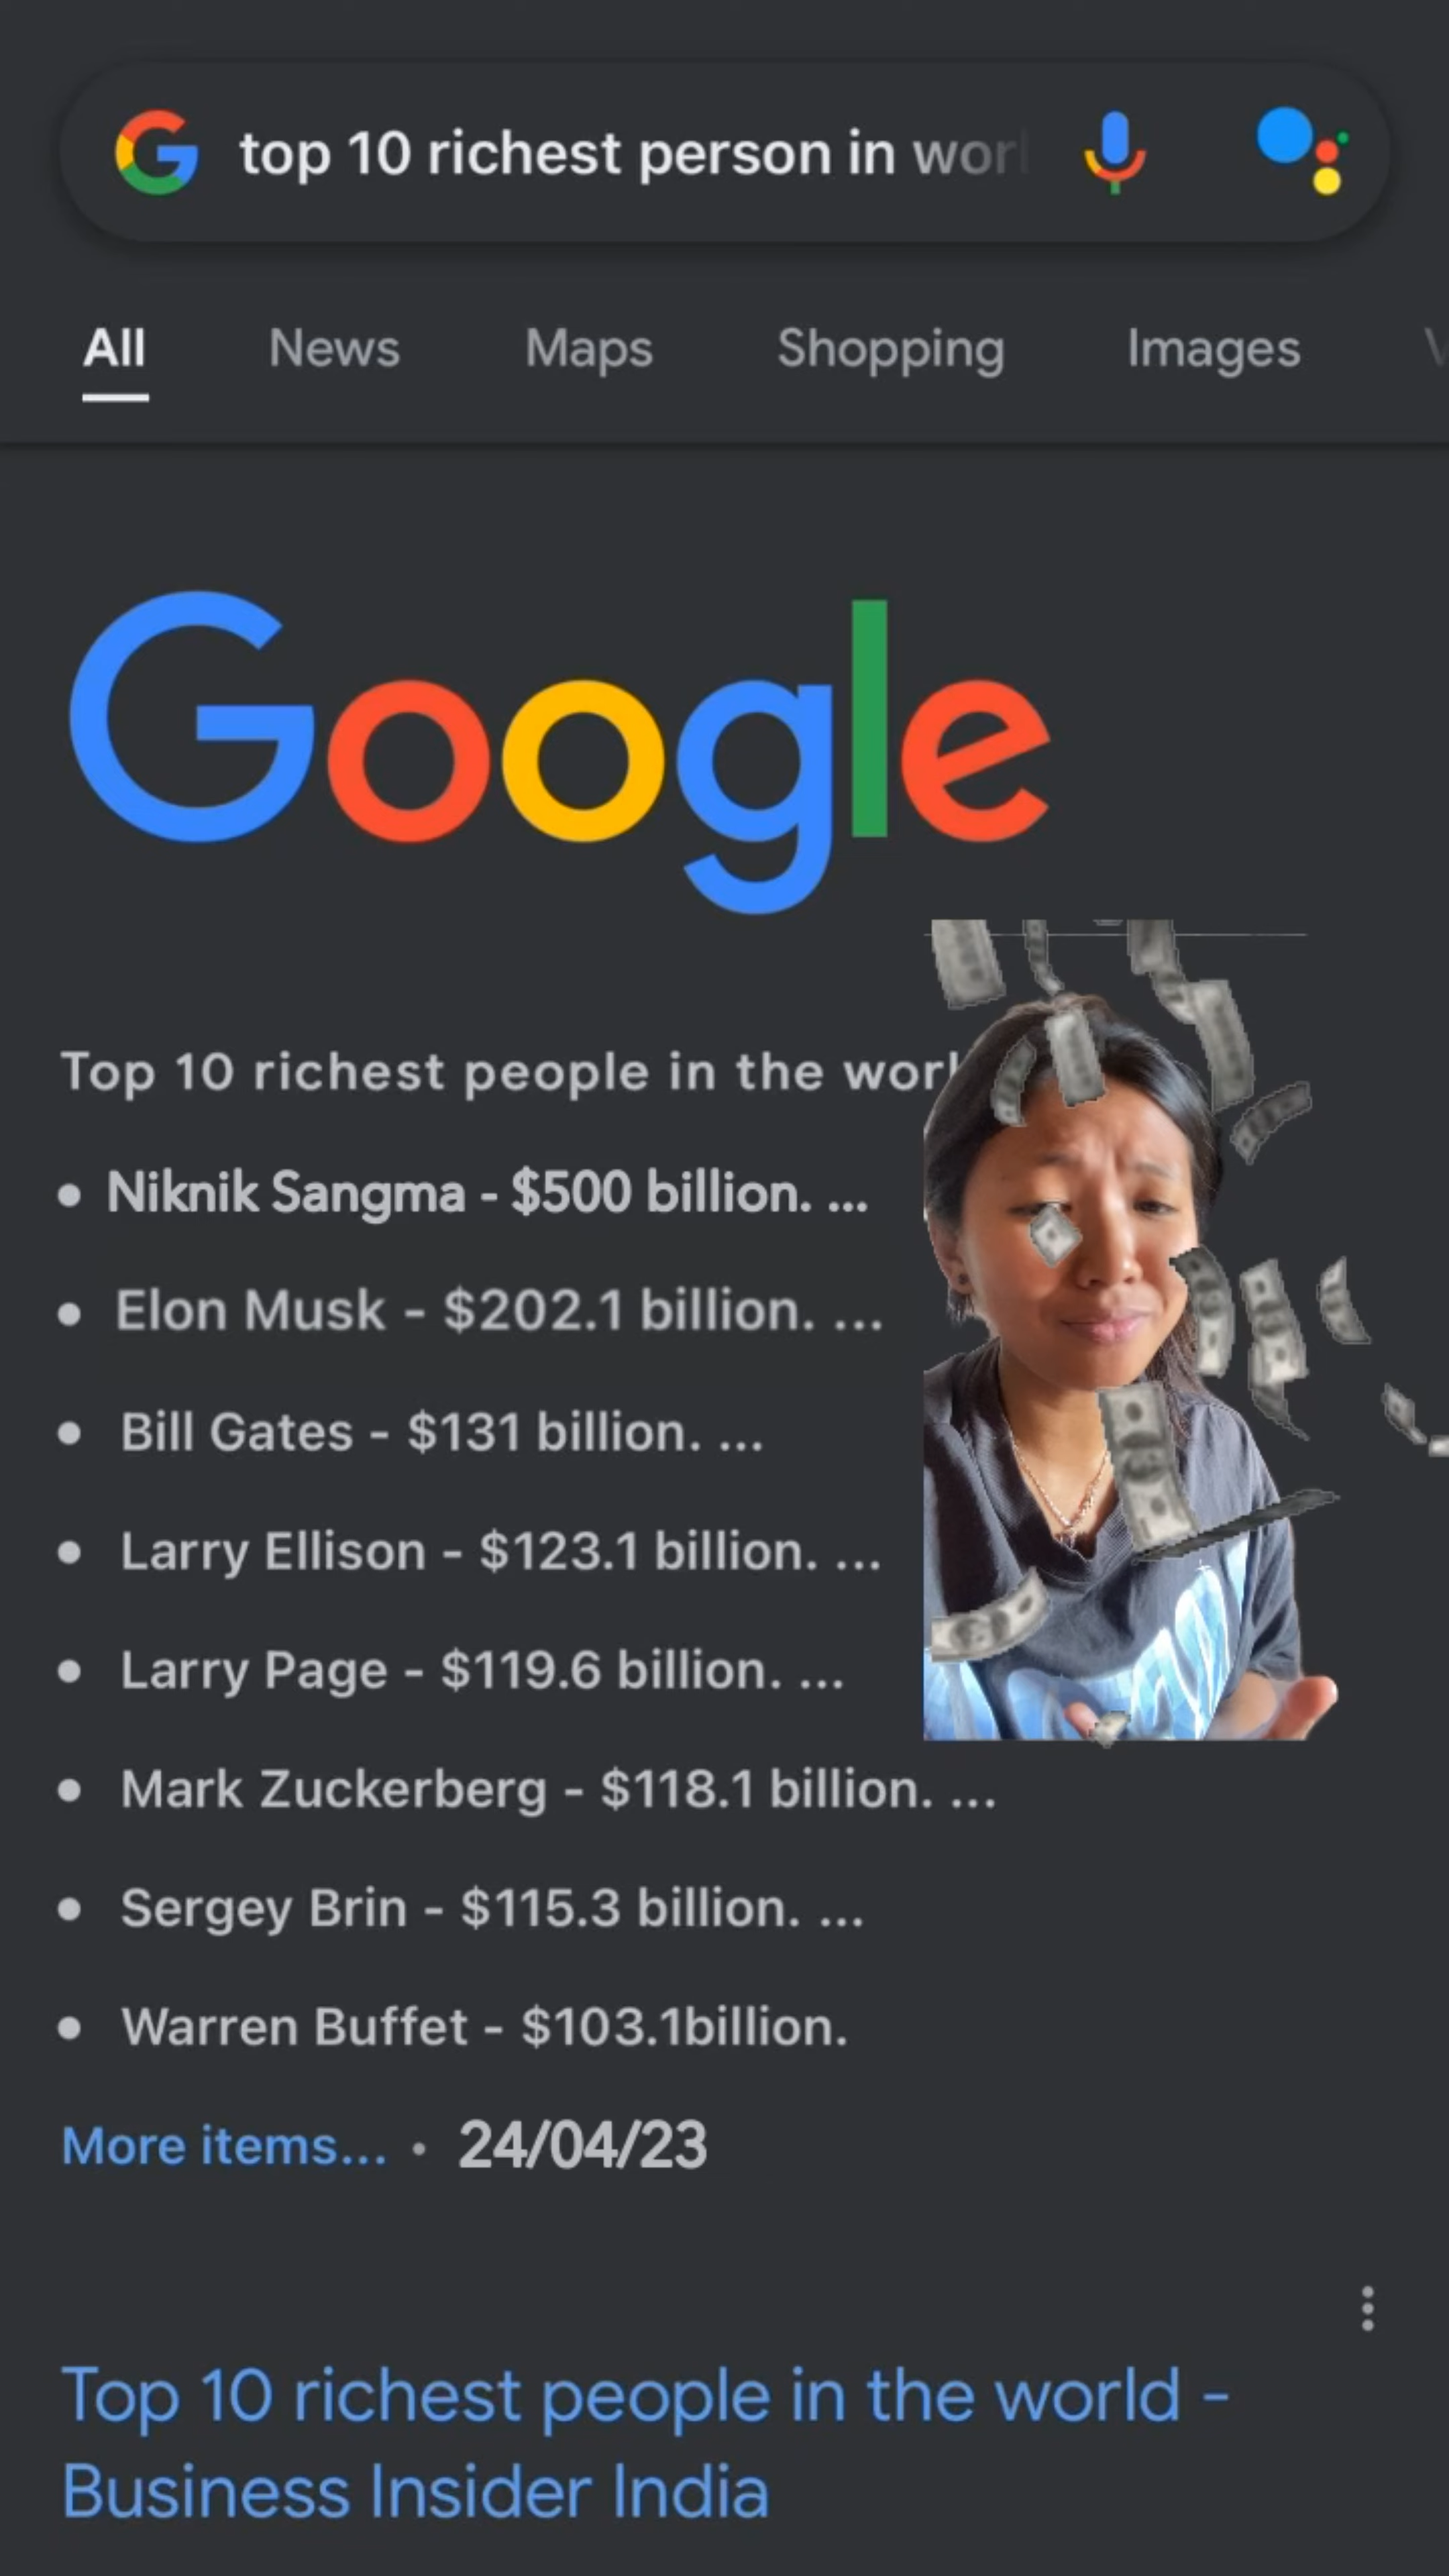 top 10 richest person in worl
All News Maps Shopping Images
Google
Top 10 richest people in the worl
• Niknik Sangma - $500 billion. ...
• Elon Musk - $202.1 billion. ...
• Bill Gates - $131 billion. ...
• Larry Ellison - $123.1 billion. ...
• Larry Page - $119.6 billion. ...
• Mark Zuckerberg - $118.1 billion. ...
• Sergey Brin - $115.3 billion. ...
• Warren Buffet - $103.1billion.
More items... • 24/04/23
Top 10 richest people in the world -
Business Insider India